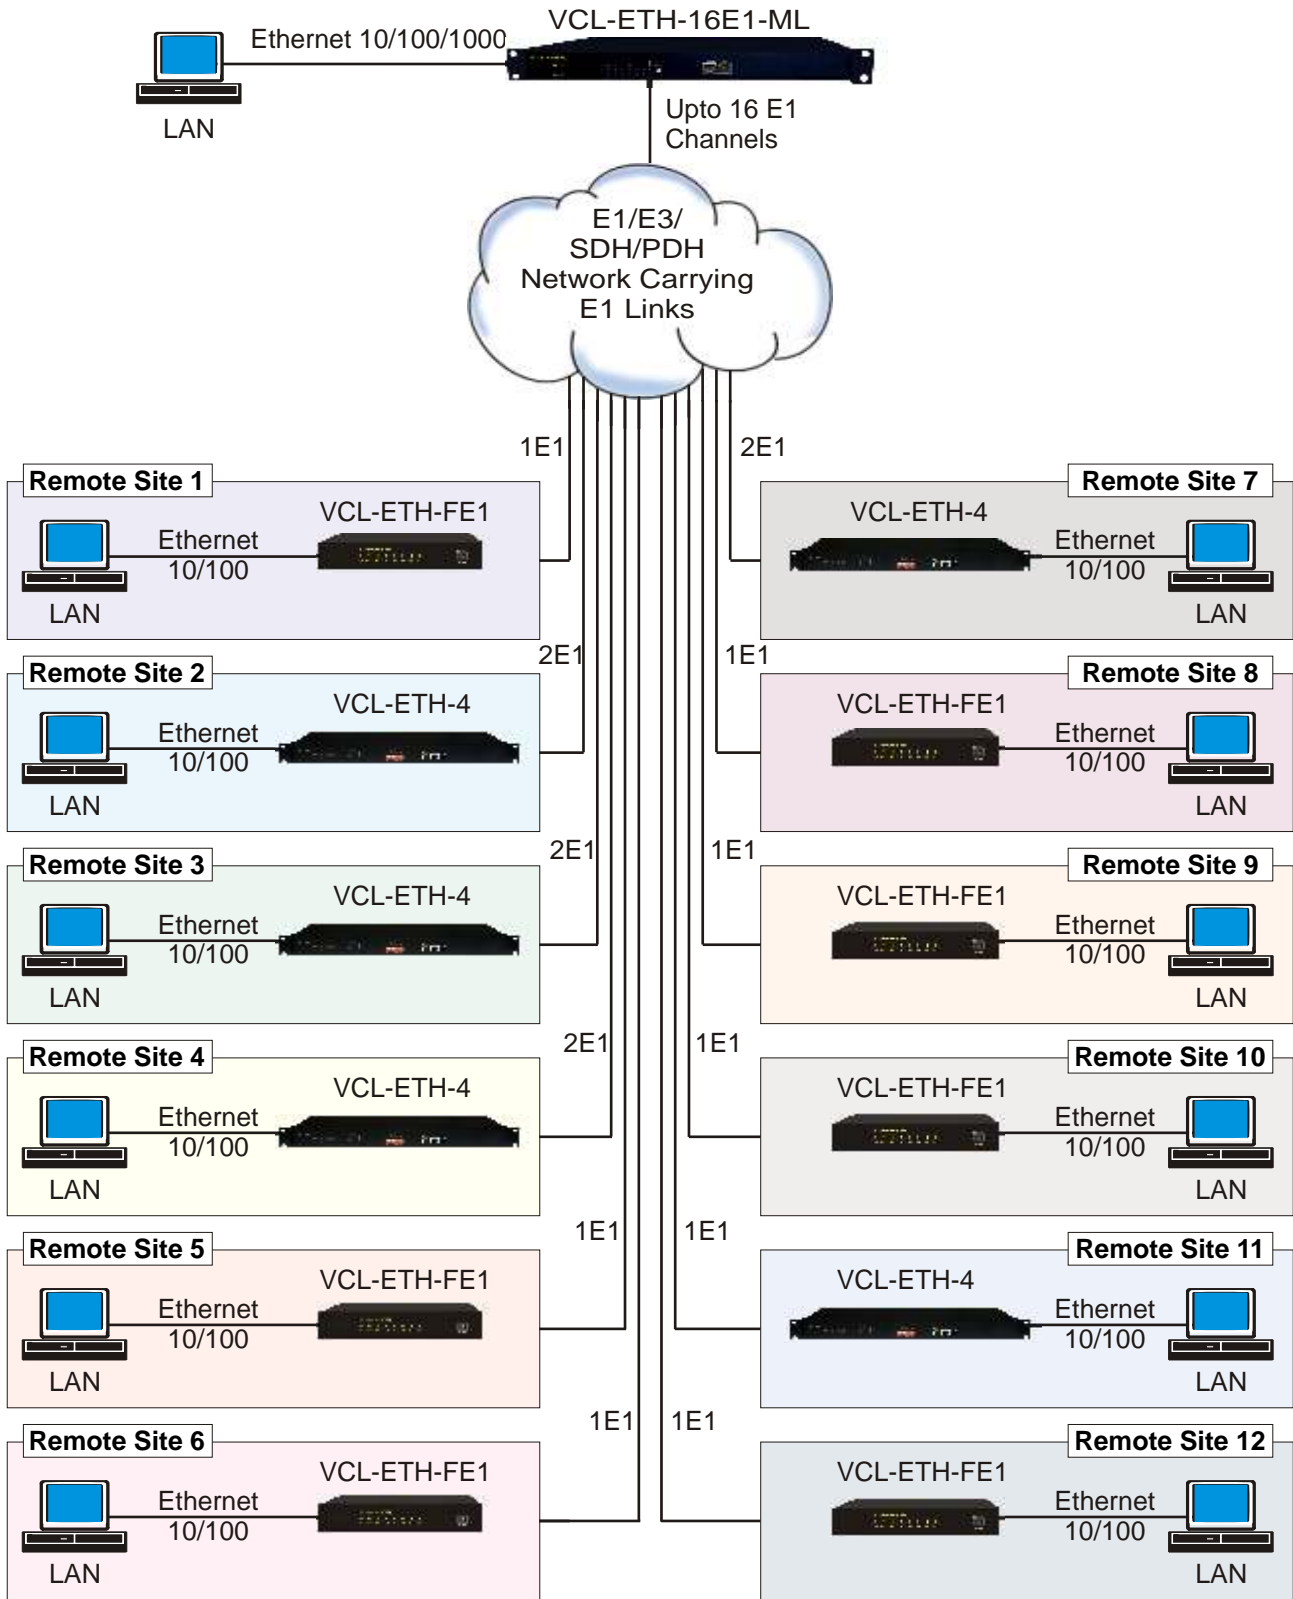 VCL-ETH-16E1-ML
Ethernet 10/100/1000
LAN
Upto 16 E1
Channels
E1/E3/
SDH/PDH
Network Carrying
E1 Links
1E1
Remote Site 1
VCL-ETH-FE1
Ethernet
10/100
LAN
2E1
Remote Site 2
VCL-ETH-4
Ethernet
10/100
LAN
2E1
Remote Site 3
VCL-ETH-4
Ethernet
10/100
LAN
2E1
Remote Site 4
VCL-ETH-4
Ethernet
10/100
LAN
1E1
Remote Site 5
VCL-ETH-FE1
Ethernet
10/100
LAN
1E1
Remote Site 6
VCL-ETH-FE1
Ethernet
10/100
LAN
2E1
Remote Site 7
VCL-ETH-4
Ethernet
10/100
LAN
1E1
Remote Site 8
VCL-ETH-FE1
Ethernet
10/100
LAN
1E1
Remote Site 9
VCL-ETH-FE1
Ethernet
10/100
LAN
1E1
Remote Site 10
VCL-ETH-FE1
Ethernet
10/100
LAN
1E1
Remote Site 11
VCL-ETH-4
Ethernet
10/100
LAN
1E1
Remote Site 12
VCL-ETH-FE1
Ethernet
10/100
LAN